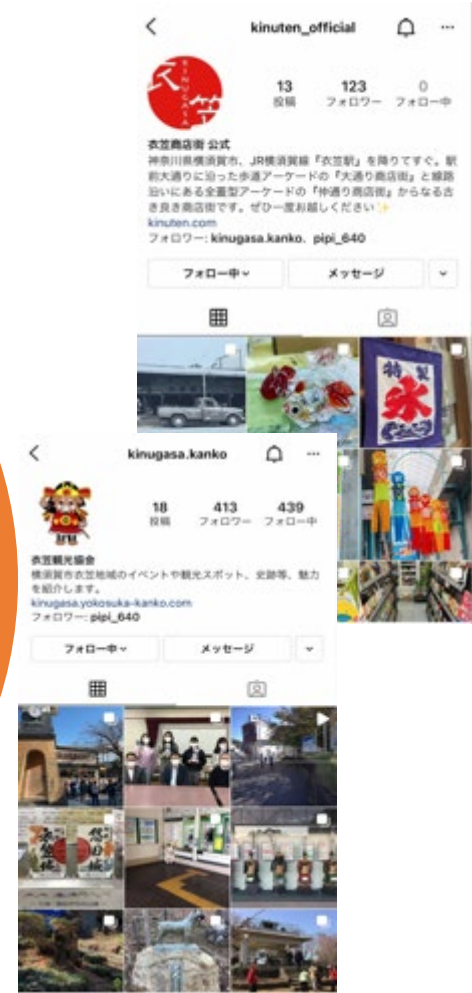 kinuten_official
衣笠
KINUGASA
13
123
0
投稿
フォロワー
フォロー中
衣笠商店街 公式
神奈川県横須賀市、JR横須賀線『衣笠駅』を降りてすぐ。駅
前大通りに沿った歩道アーケードの『大通り商店街』と線路
沿いにある全蓋型アーケードの『仲通り商店街』からなる古
き良き商店街です。ぜひ一度お越しください✨
kinuten.com
フォロワー: kinugasa.kanko、pipi_640
フォロー中
メッセージ
特製
氷
kinugasa.kanko
18
413
439
投稿
フォロワー
フォロー中
衣笠観光協会
横須賀市衣笠地域のイベントや観光スポット、史跡等、魅力
を紹介します。
kinugasa.yokosuka-kanko.com
フォロワー: pipi_640
フォロー中
メッセージ
衣笠城